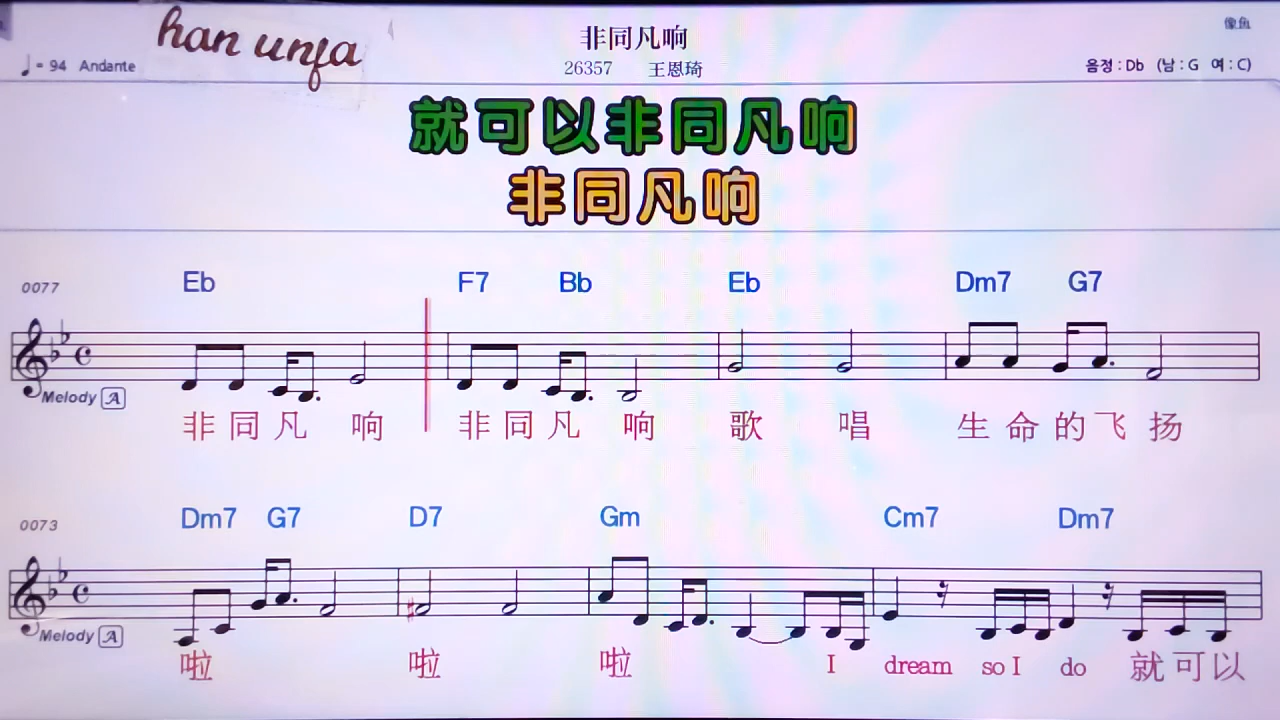 han unfa
非同凡响
像鱼
♩= 94 Andante
26357 王恩琦
음정 : Db (남 : G 여 : C)
就可以非同凡响
非同凡响
0077 Eb F7 Bb Eb Dm7 G7
Melody A
非同凡 响 非同凡 响 歌 唱 生命的飞 扬
0073 Dm7 G7 D7 Gm Cm7 Dm7
Melody A
啦 啦 啦 I dream so I do 就可以